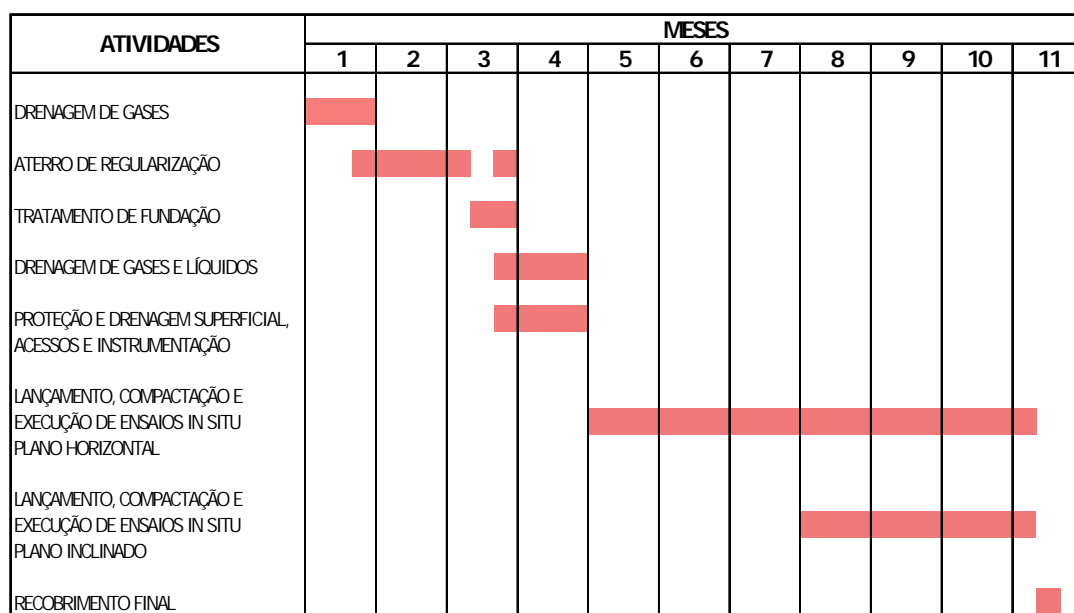 ATIVIDADES
MESES
1 2 3 4 5 6 7 8 9 10 11
DRENAGEM DE GASES
ATERRO DE REGULARIZAÇÃO
TRATAMENTO DE FUNDAÇÃO
DRENAGEM DE GASES E LÍQUIDOS
PROTEÇÃO E DRENAGEM SUPERFICIAL,
ACESSOS E INSTRUMENTAÇÃO
LANÇAMENTO, COMPACTAÇÃO E
EXECUÇÃO DE ENSAIOS IN SITU
PLANO HORIZONTAL
LANÇAMENTO, COMPACTAÇÃO E
EXECUÇÃO DE ENSAIOS IN SITU
PLANO INCLINADO
RECOBRIMENTO FINAL